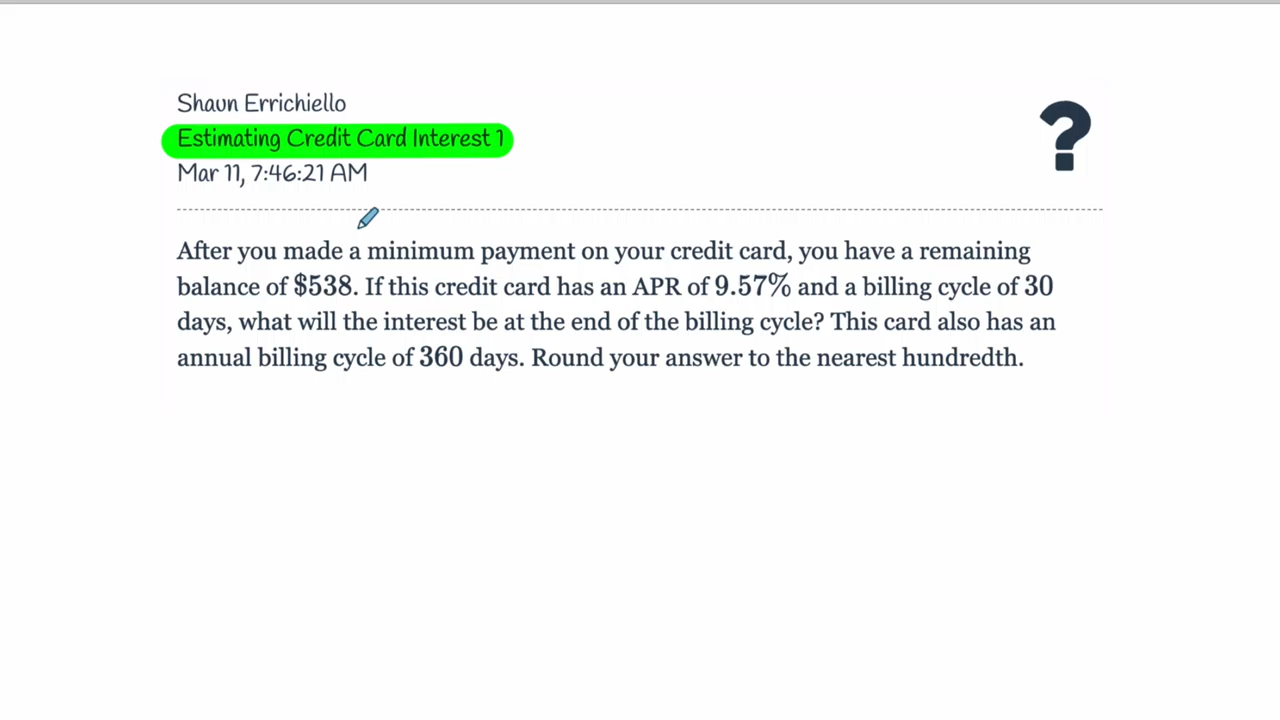 Shaun Errichiello
Estimating Credit Card Interest 1
Mar 11, 7:46:21 AM
?
After you made a minimum payment on your credit card, you have a remaining
balance of $538. If this credit card has an APR of 9.57% and a billing cycle of 30
days, what will the interest be at the end of the billing cycle? This card also has an
annual billing cycle of 360 days. Round your answer to the nearest hundredth.